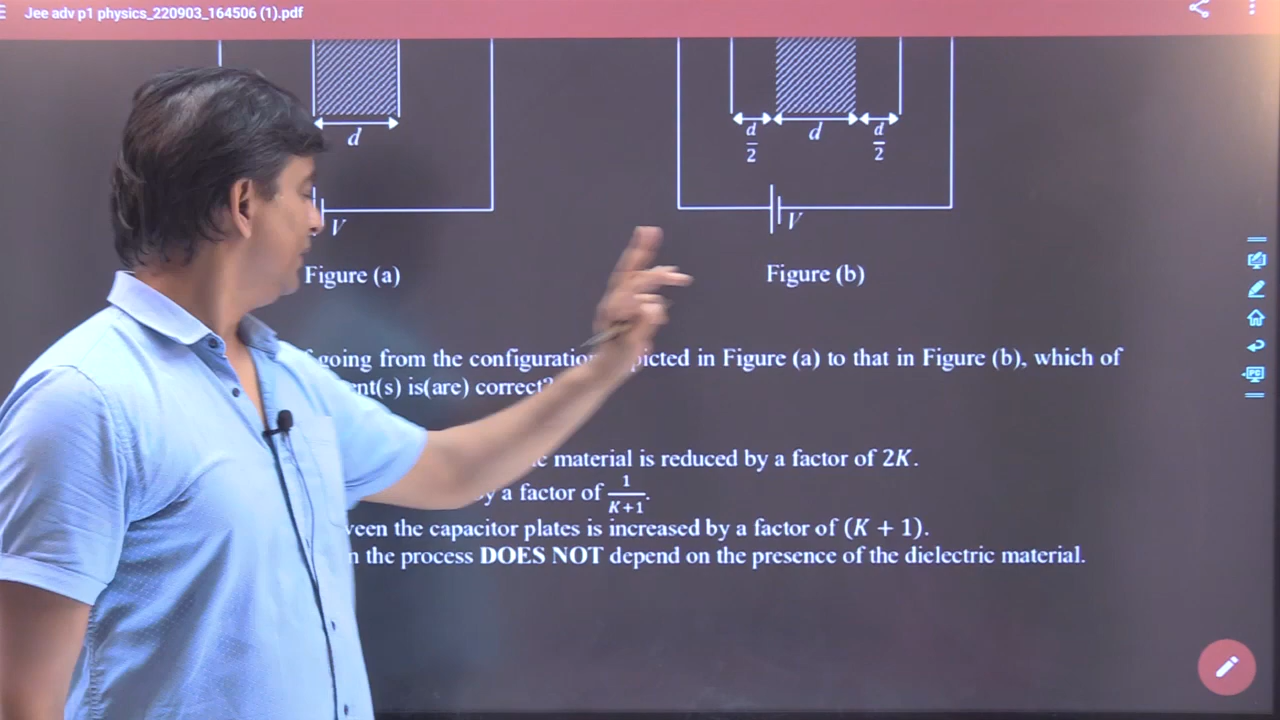 Jee adv p1 physics_220903_164506 (1).pdf
d
d/2
d
d/2
V
V
Figure (a)
Figure (b)
going from the configuration in Figure (a) to that in Figure (b), which of
(s) is(are) correct?
material is reduced by a factor of 2K.
a factor of 1/(K+1).
the capacitor plates is increased by a factor of (K + 1).
the process DOES NOT depend on the presence of the dielectric material.
PC